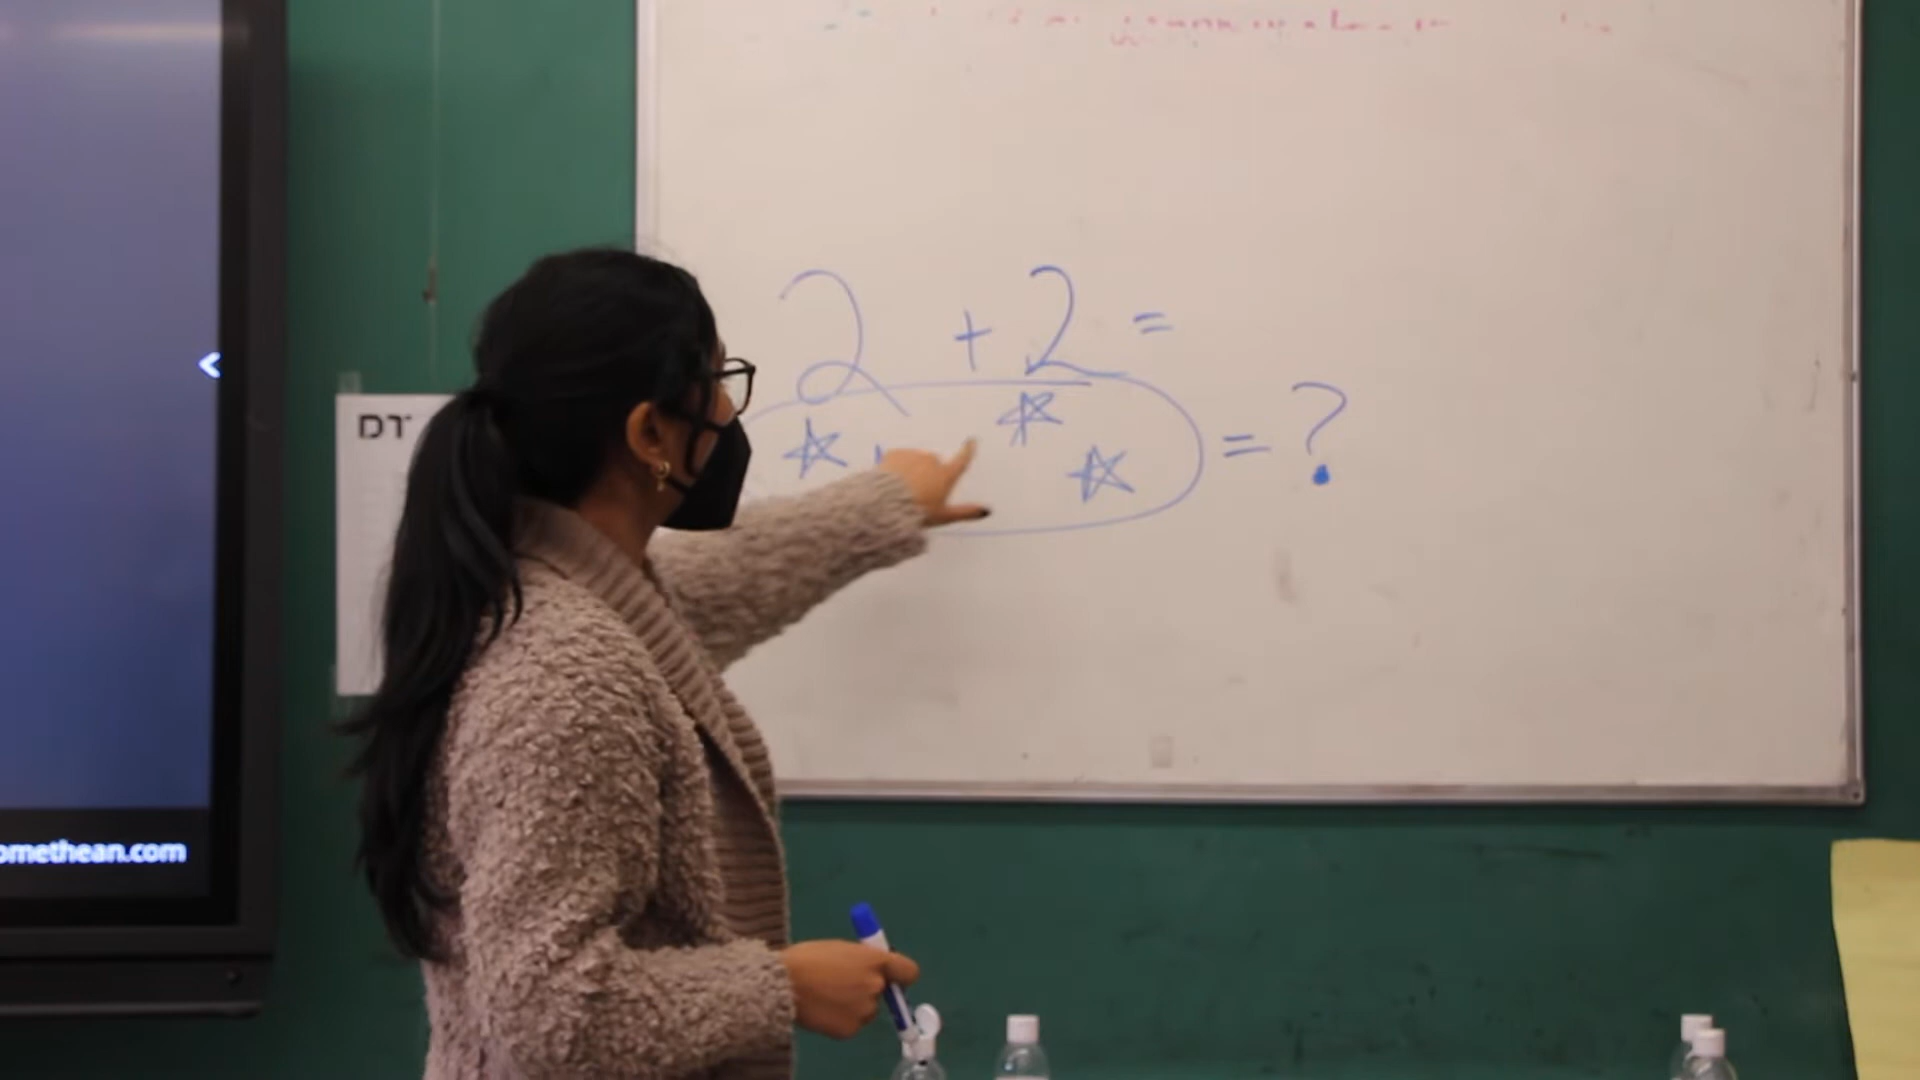 2 + 2 =
= ?
DT
omethean.com